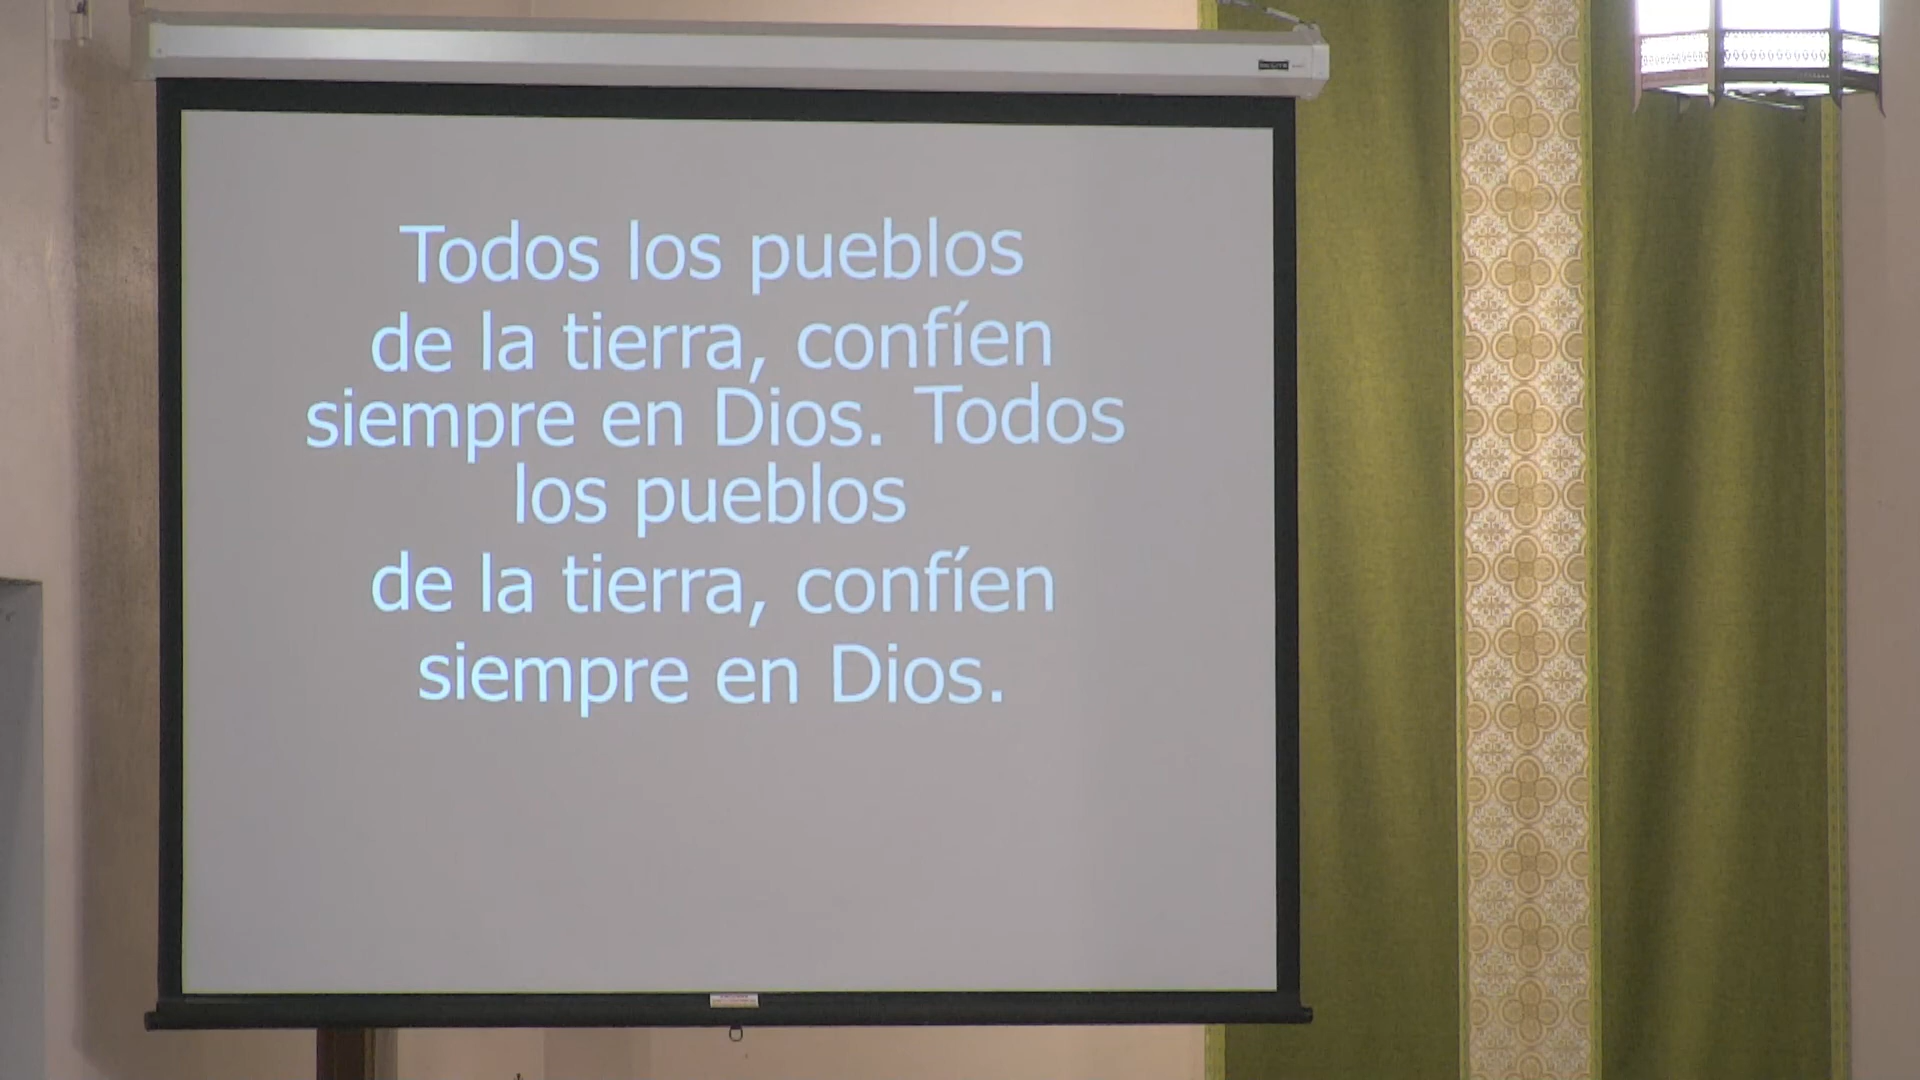 Todos los pueblos
de la tierra, confíen
siempre en Dios. Todos
los pueblos
de la tierra, confíen
siempre en Dios.